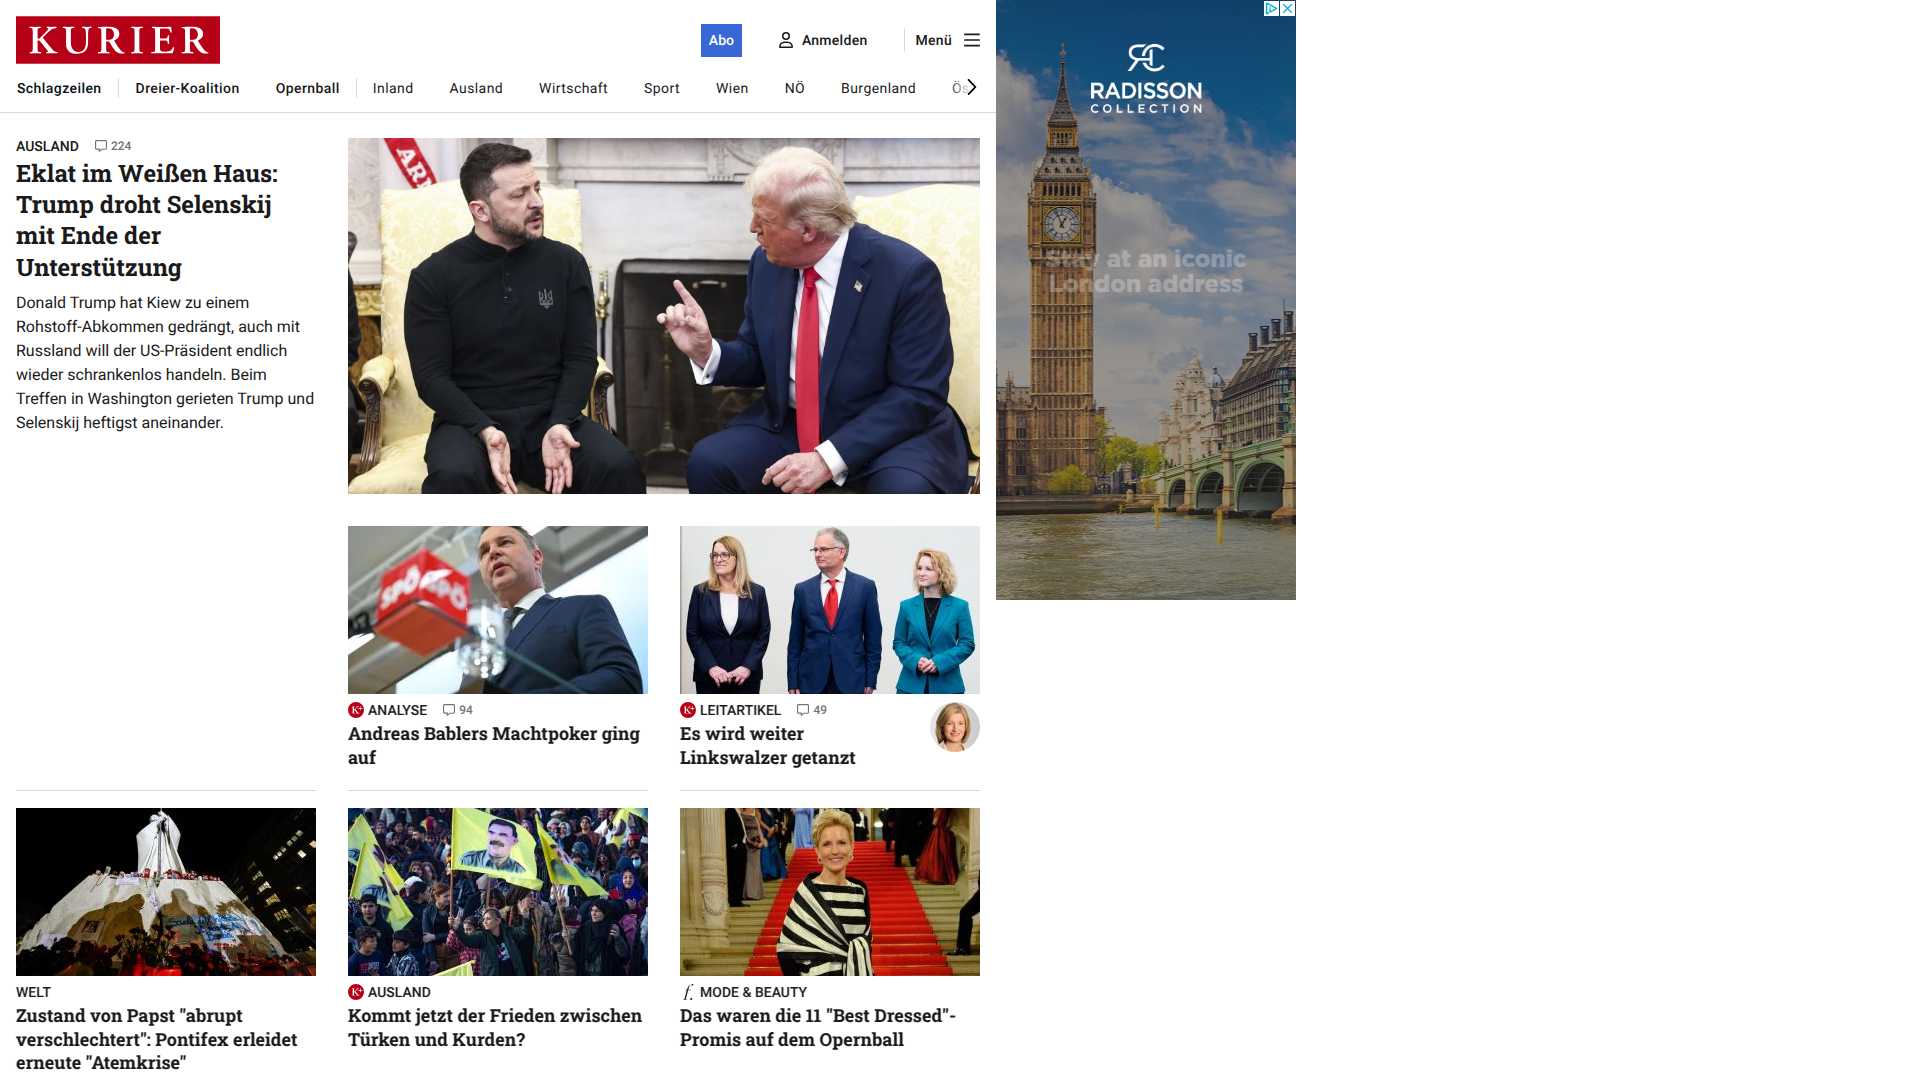 KURIER
Abo
Anmelden
Menü
Schlagzeilen
Dreier-Koalition
Opernball
Inland
Ausland
Wirtschaft
Sport
Wien
NÖ
Burgenland
AUSLAND 224
Eklat im Weißen Haus:
Trump droht Selenskij
mit Ende der
Unterstützung
Donald Trump hat Kiew zu einem
Rohstoff-Abkommen gedrängt, auch mit
Russland will der US-Präsident endlich
wieder schrankenlos handeln. Beim
Treffen in Washington gerieten Trump und
Selenskij heftigst aneinander.
RADISSON
COLLECTION
Stay at an iconic
London address
SPÖ
SPÖ
K+ ANALYSE 94
Andreas Bablers Machtpoker ging
auf
K+ LEITARTIKEL 49
Es wird weiter
Linkswalzer getanzt
WELT
Zustand von Papst "abrupt
verschlechtert": Pontifex erleidet
erneute "Atemkrise"
K+ AUSLAND
Kommt jetzt der Frieden zwischen
Türken und Kurden?
f. MODE & BEAUTY
Das waren die 11 "Best Dressed"-
Promis auf dem Opernball